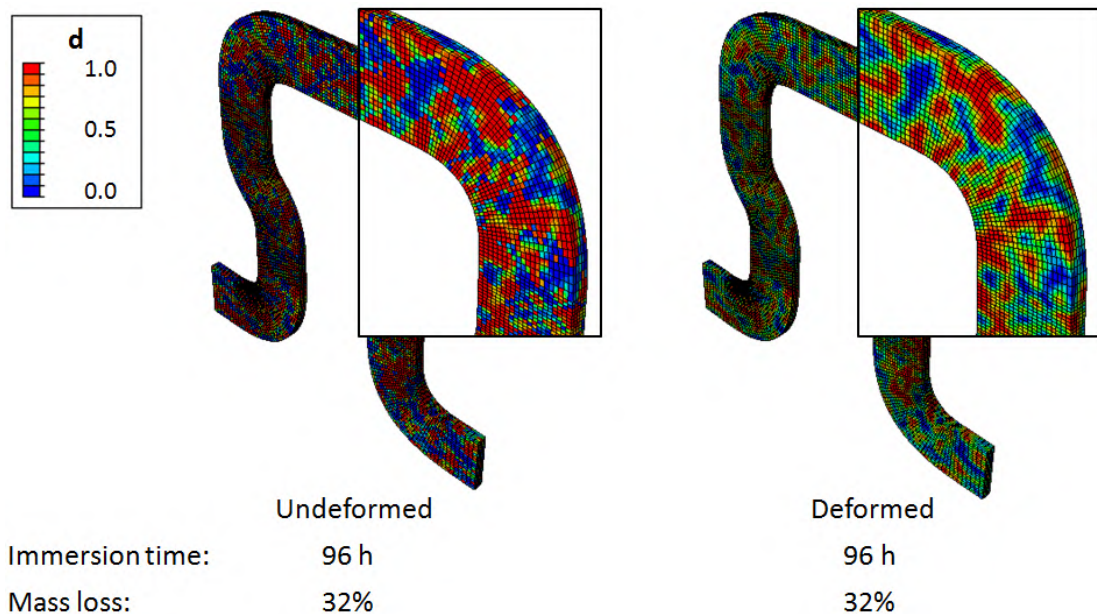 d
1.0
0.5
0.0
Undeformed Deformed
Immersion time: 96 h 96 h
Mass loss: 32% 32%